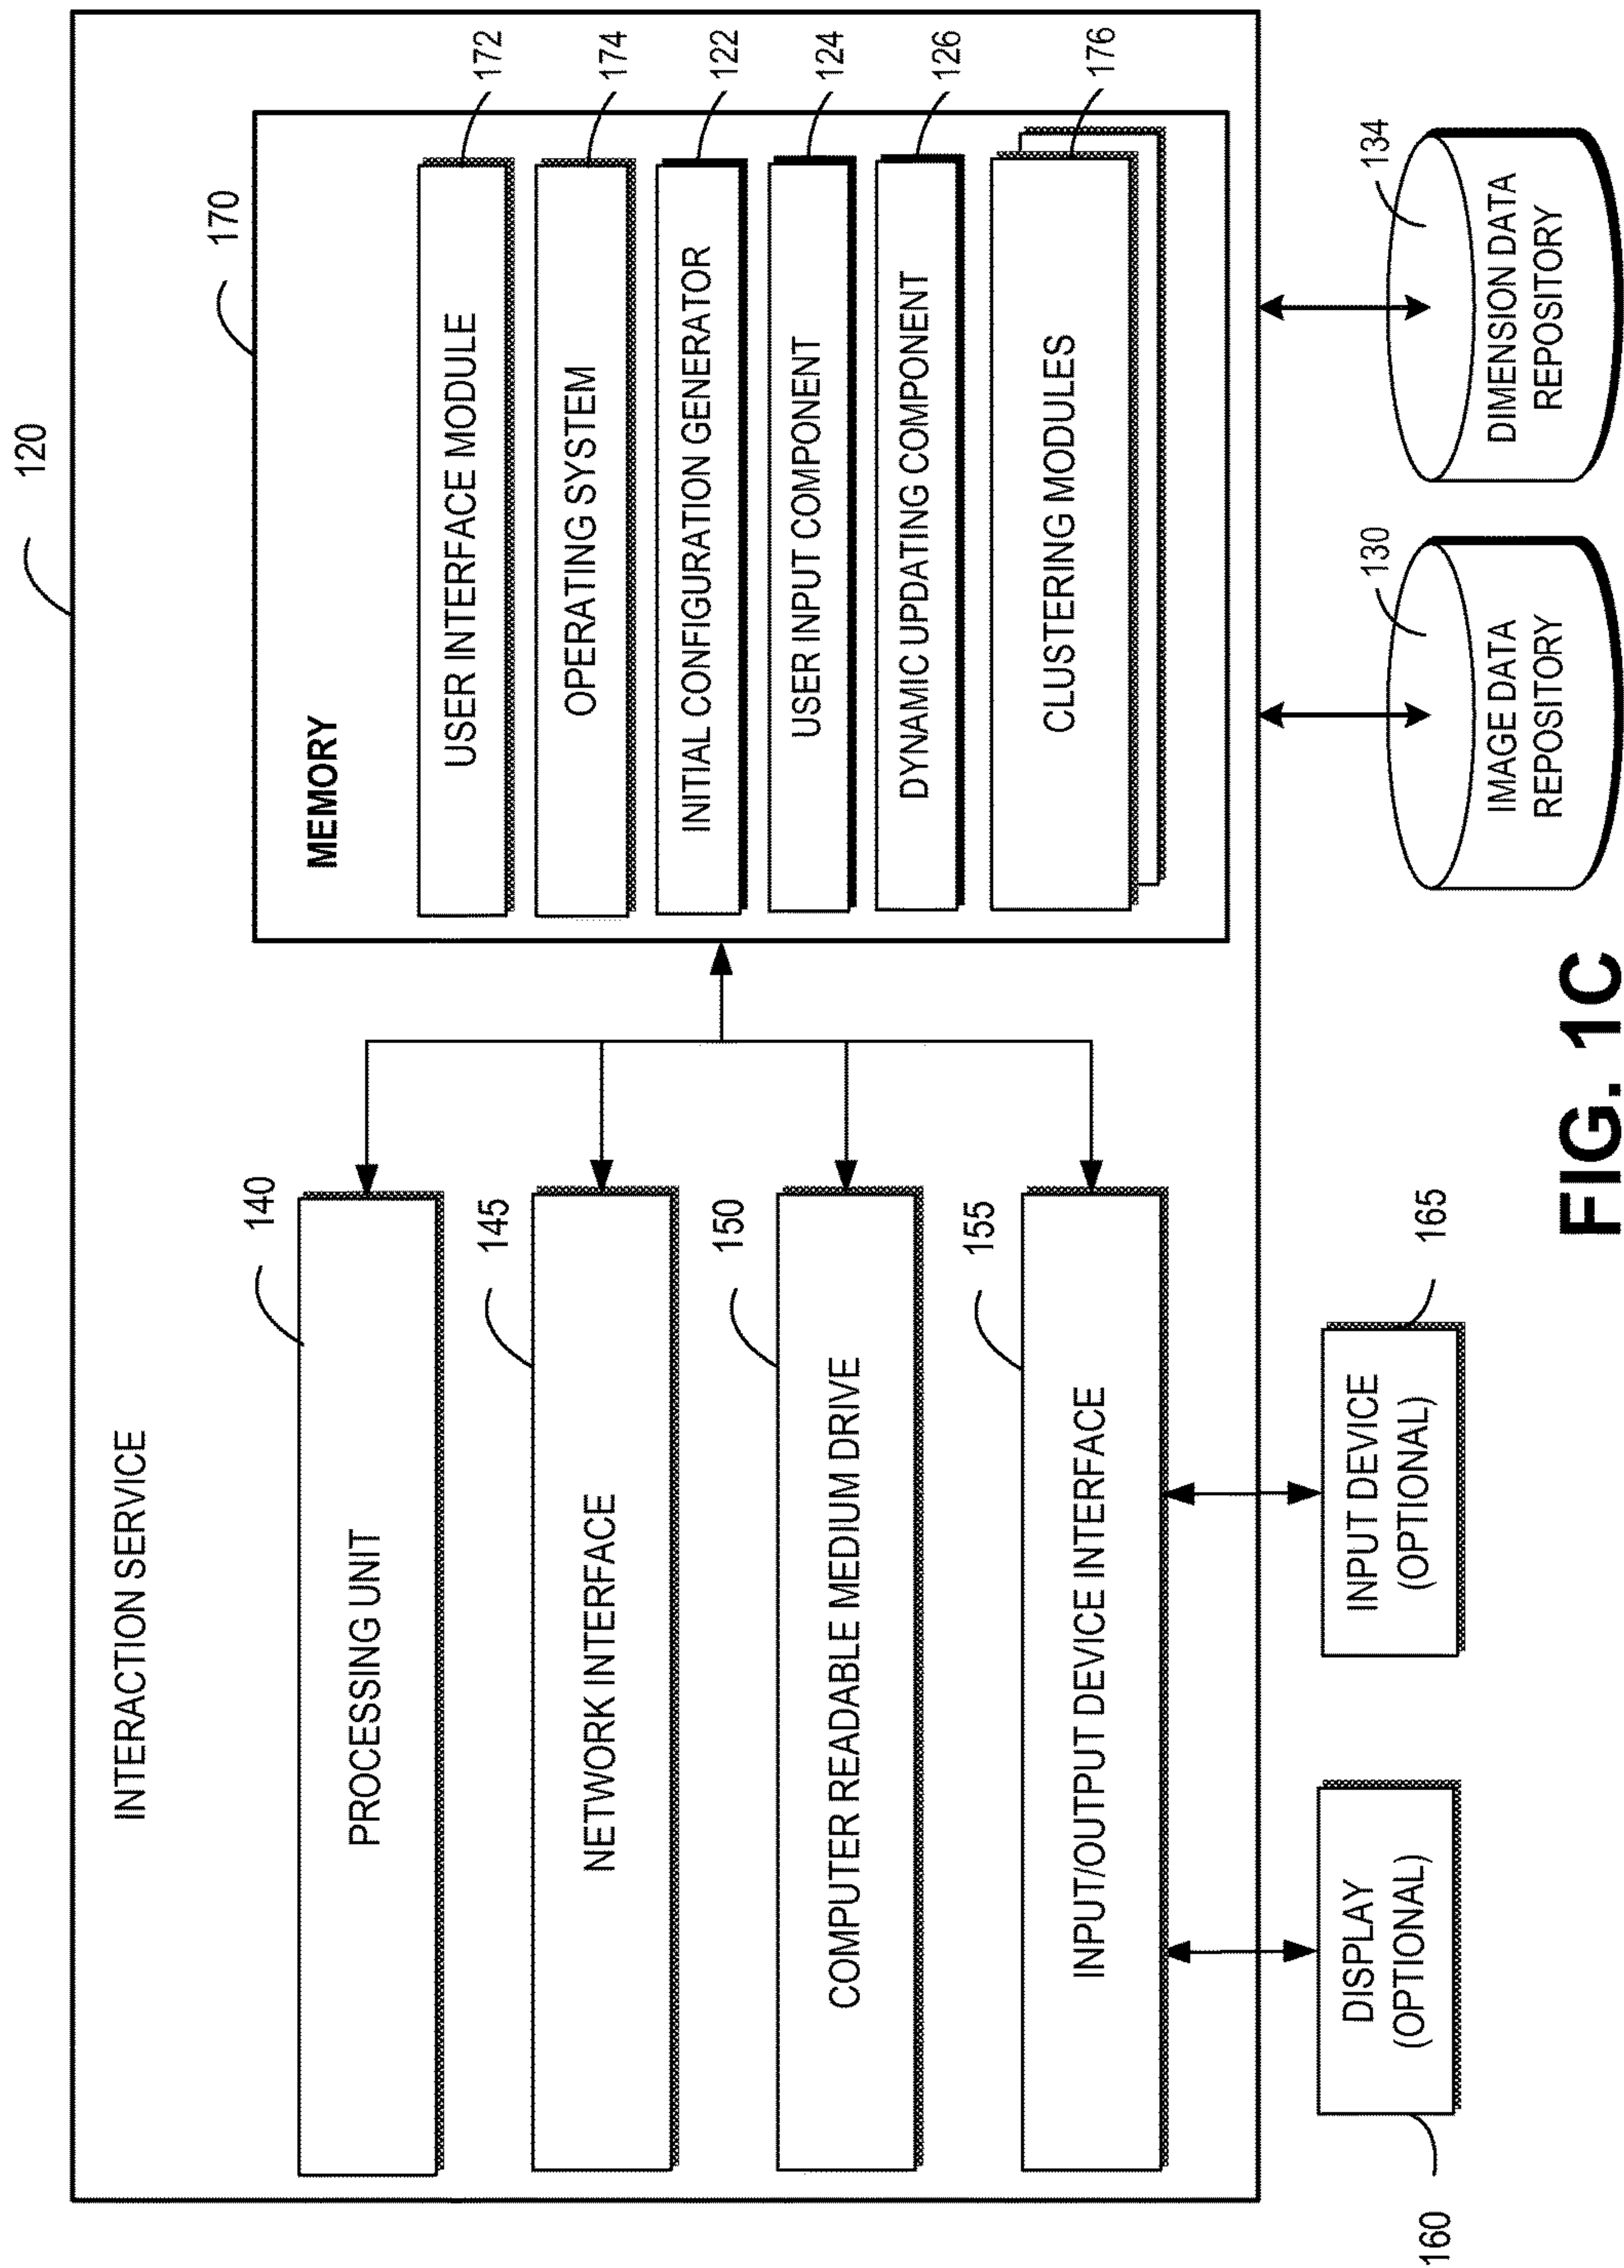 120
INTERACTION SERVICE
140
PROCESSING UNIT
145
NETWORK INTERFACE
150
COMPUTER READABLE MEDIUM DRIVE
155
INPUT/OUTPUT DEVICE INTERFACE
170
MEMORY
USER INTERFACE MODULE
172
OPERATING SYSTEM
174
INITIAL CONFIGURATION GENERATOR
122
USER INPUT COMPONENT
124
DYNAMIC UPDATING COMPONENT
126
CLUSTERING MODULES
176
160
DISPLAY
(OPTIONAL)
165
INPUT DEVICE
(OPTIONAL)
130
IMAGE DATA
REPOSITORY
134
DIMENSION DATA
REPOSITORY
FIG. 1C